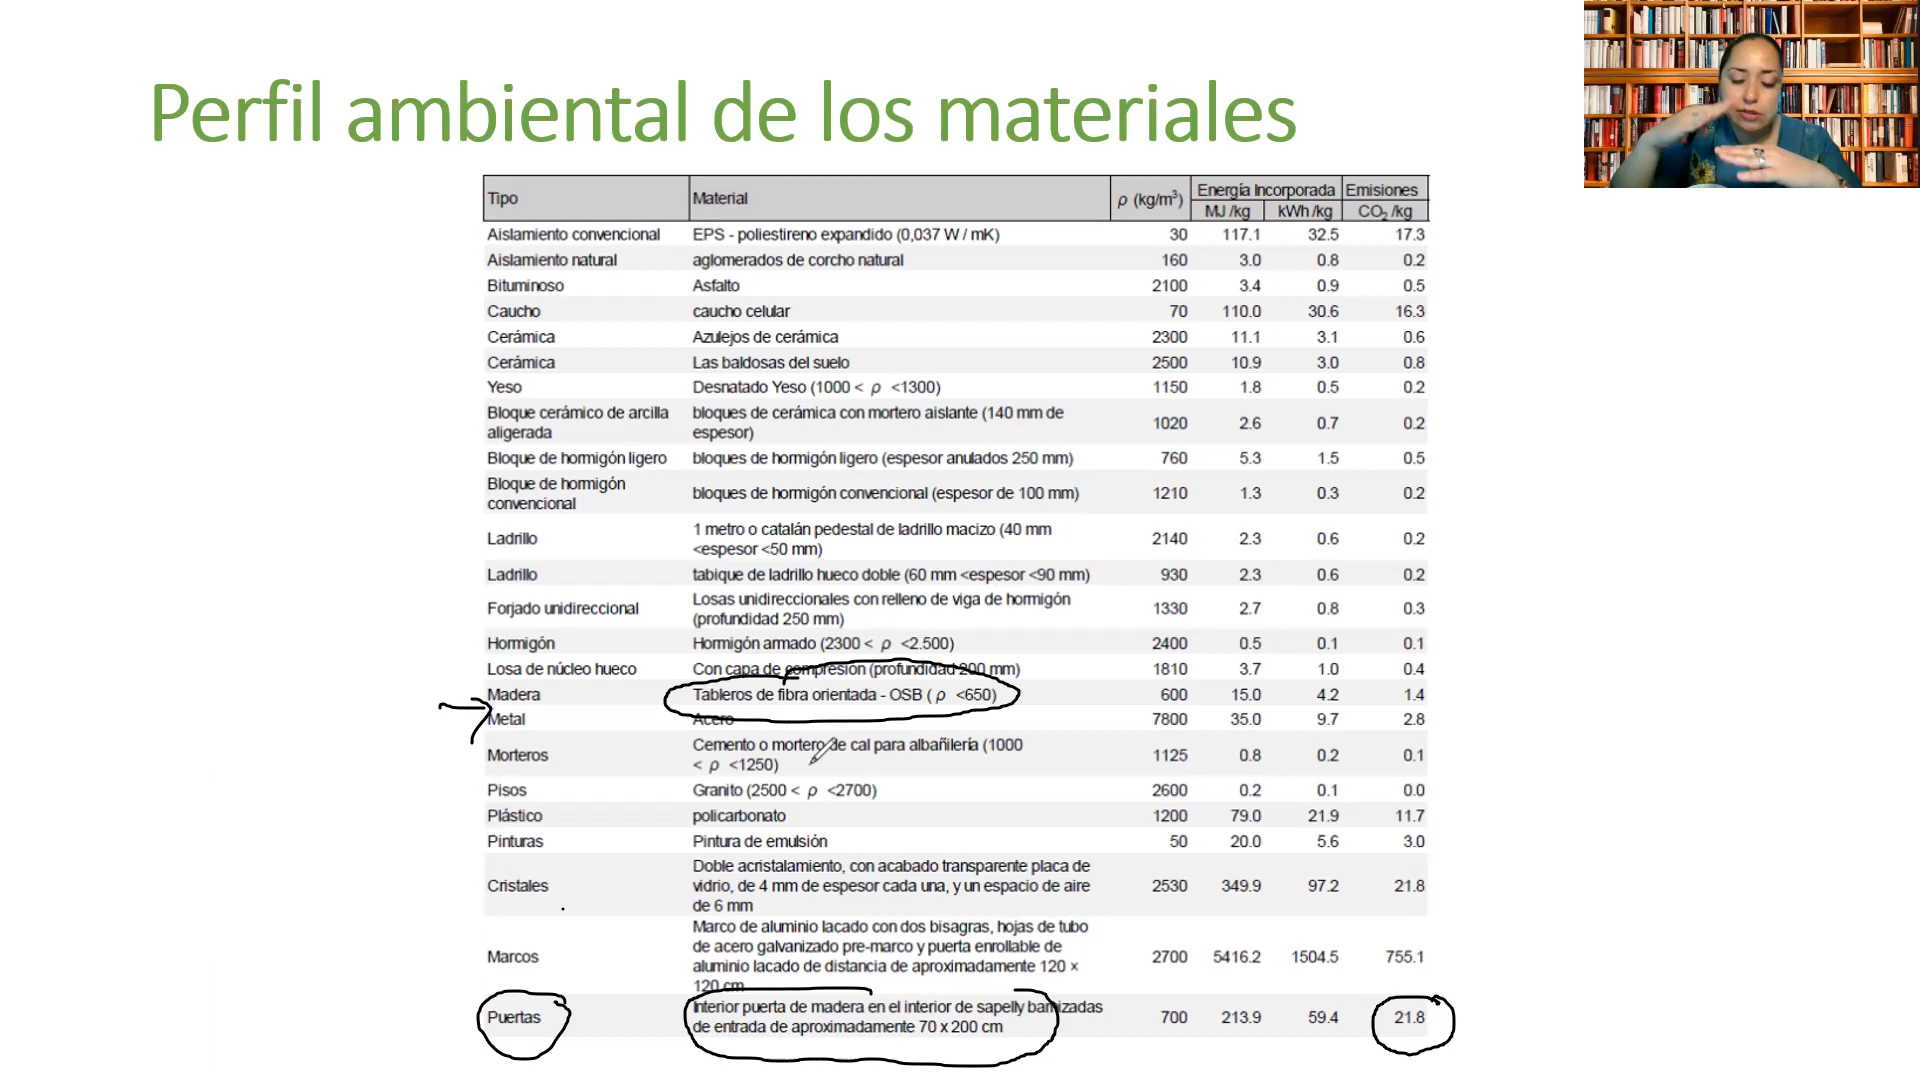 Perfil ambiental de los materiales
Tipo Material ρ (kg/m³) Energía Incorporada Emisiones
MJ /kg kWh /kg CO₂ /kg
Aislamiento convencional EPS - poliestireno expandido (0,037 W / mK) 30 117.1 32.5 17.3
Aislamiento natural aglomerados de corcho natural 160 3.0 0.8 0.2
Bituminoso Asfalto 2100 3.4 0.9 0.5
Caucho caucho celular 70 110.0 30.6 16.3
Cerámica Azulejos de cerámica 2300 11.1 3.1 0.6
Cerámica Las baldosas del suelo 2500 10.9 3.0 0.8
Yeso Desnatado Yeso (1000 < ρ <1300) 1150 1.8 0.5 0.2
Bloque cerámico de arcilla bloques de cerámica con mortero aislante (140 mm de
aligerada espesor) 1020 2.6 0.7 0.2
Bloque de hormigón ligero bloques de hormigón ligero (espesor anulados 250 mm) 760 5.3 1.5 0.5
Bloque de hormigón
convencional bloques de hormigón convencional (espesor de 100 mm) 1210 1.3 0.3 0.2
Ladrillo 1 metro o catalán pedestal de ladrillo macizo (40 mm
<espesor <50 mm) 2140 2.3 0.6 0.2
Ladrillo tabique de ladrillo hueco doble (60 mm <espesor <90 mm) 930 2.3 0.6 0.2
Forjado unidireccional Losas unidireccionales con relleno de viga de hormigón
(profundidad 250 mm) 1330 2.7 0.8 0.3
Hormigón Hormigón armado (2300 < ρ <2.500) 2400 0.5 0.1 0.1
Losa de núcleo hueco Con capa de compresión (profundidad 200 mm) 1810 3.7 1.0 0.4
Madera Tableros de fibra orientada - OSB ( ρ <650) 600 15.0 4.2 1.4
Metal Acero 7800 35.0 9.7 2.8
Morteros Cemento o mortero de cal para albañilería (1000
< ρ <1250) 1125 0.8 0.2 0.1
Pisos Granito (2500 < ρ <2700) 2600 0.2 0.1 0.0
Plástico policarbonato 1200 79.0 21.9 11.7
Pinturas Pintura de emulsión 50 20.0 5.6 3.0
Doble acristalamiento, con acabado transparente placa de
Cristales vidrio, de 4 mm de espesor cada una, y un espacio de aire 2530 349.9 97.2 21.8
de 6 mm
Marco de aluminio lacado con dos bisagras, hojas de tubo
de acero galvanizado pre-marco y puerta enrollable de
Marcos aluminio lacado de distancia de aproximadamente 120 × 2700 5416.2 1504.5 755.1
120 cm
Interior puerta de madera en el interior de sapelly barnizadas
Puertas de entrada de aproximadamente 70 x 200 cm 700 213.9 59.4 21.8